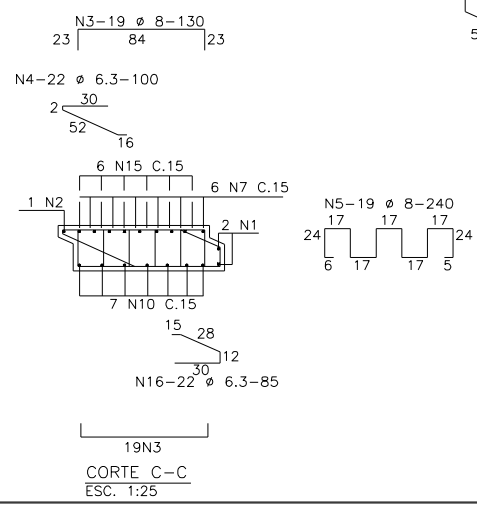 N3-19 ø 8-130
23 84 23
5
N4-22 ø 6.3-100
30
2
52
16
6 N15 C.15
6 N7 C.15
1 N2
2 N1
N5-19 ø 8-240
17 17 17
24 24
6 17 17 5
7 N10 C.15
15 28
12
30
N16-22 ø 6.3-85
19N3
CORTE C-C
ESC. 1:25